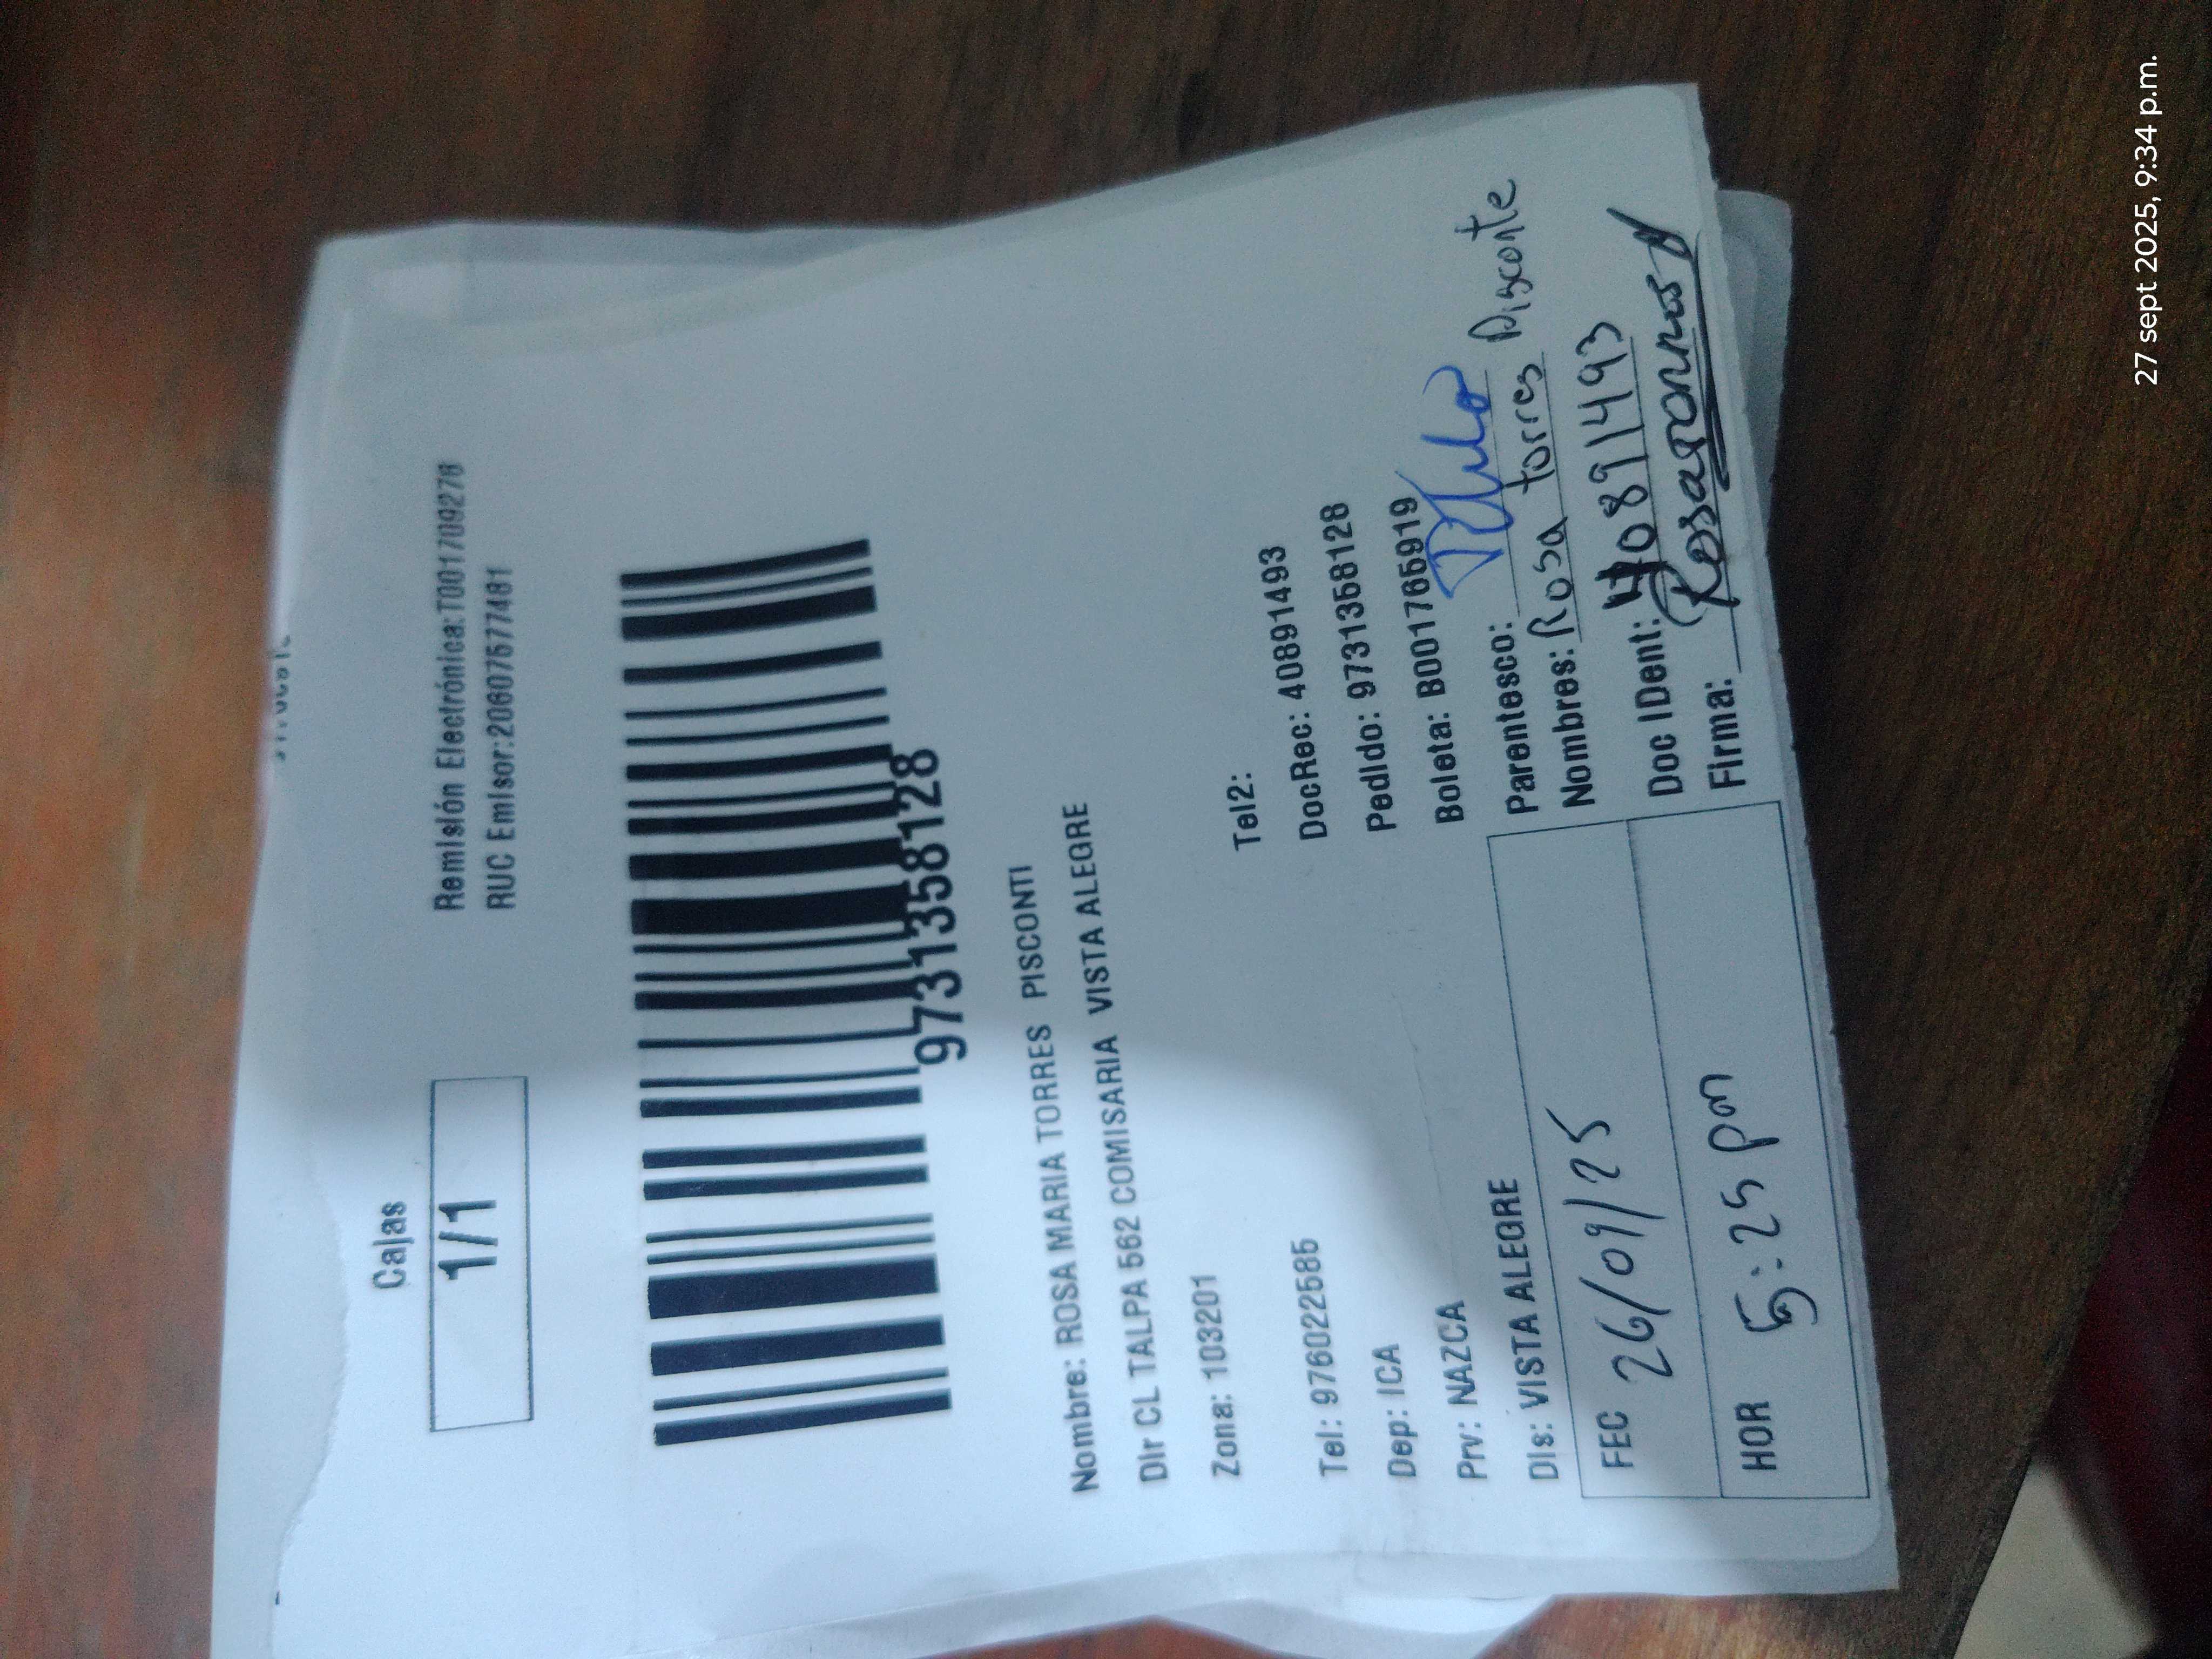 Cajas
1/1
Remisión Electrónica:T001709278
RUC Emisor:20607577481
9731358128
Nombre: ROSA MARIA TORRES PISCONTI
Dir CL TALPA 562 COMISARIA VISTA ALEGRE
Zona: 103201
Tel2:
Tel: 976022585
DocRec: 40891493
Dep: ICA
Pedido: 9731358128
Prv: NAZCA
Boleta: B001765919
Dis: VISTA ALEGRE
Parentesco:
Nombres: Rosa torres Pisconte
FEC 26/09/25
Doc IDent: 40891493
HOR 5:25 pm
Firma:
27 sept 2025, 9:34 p.m.